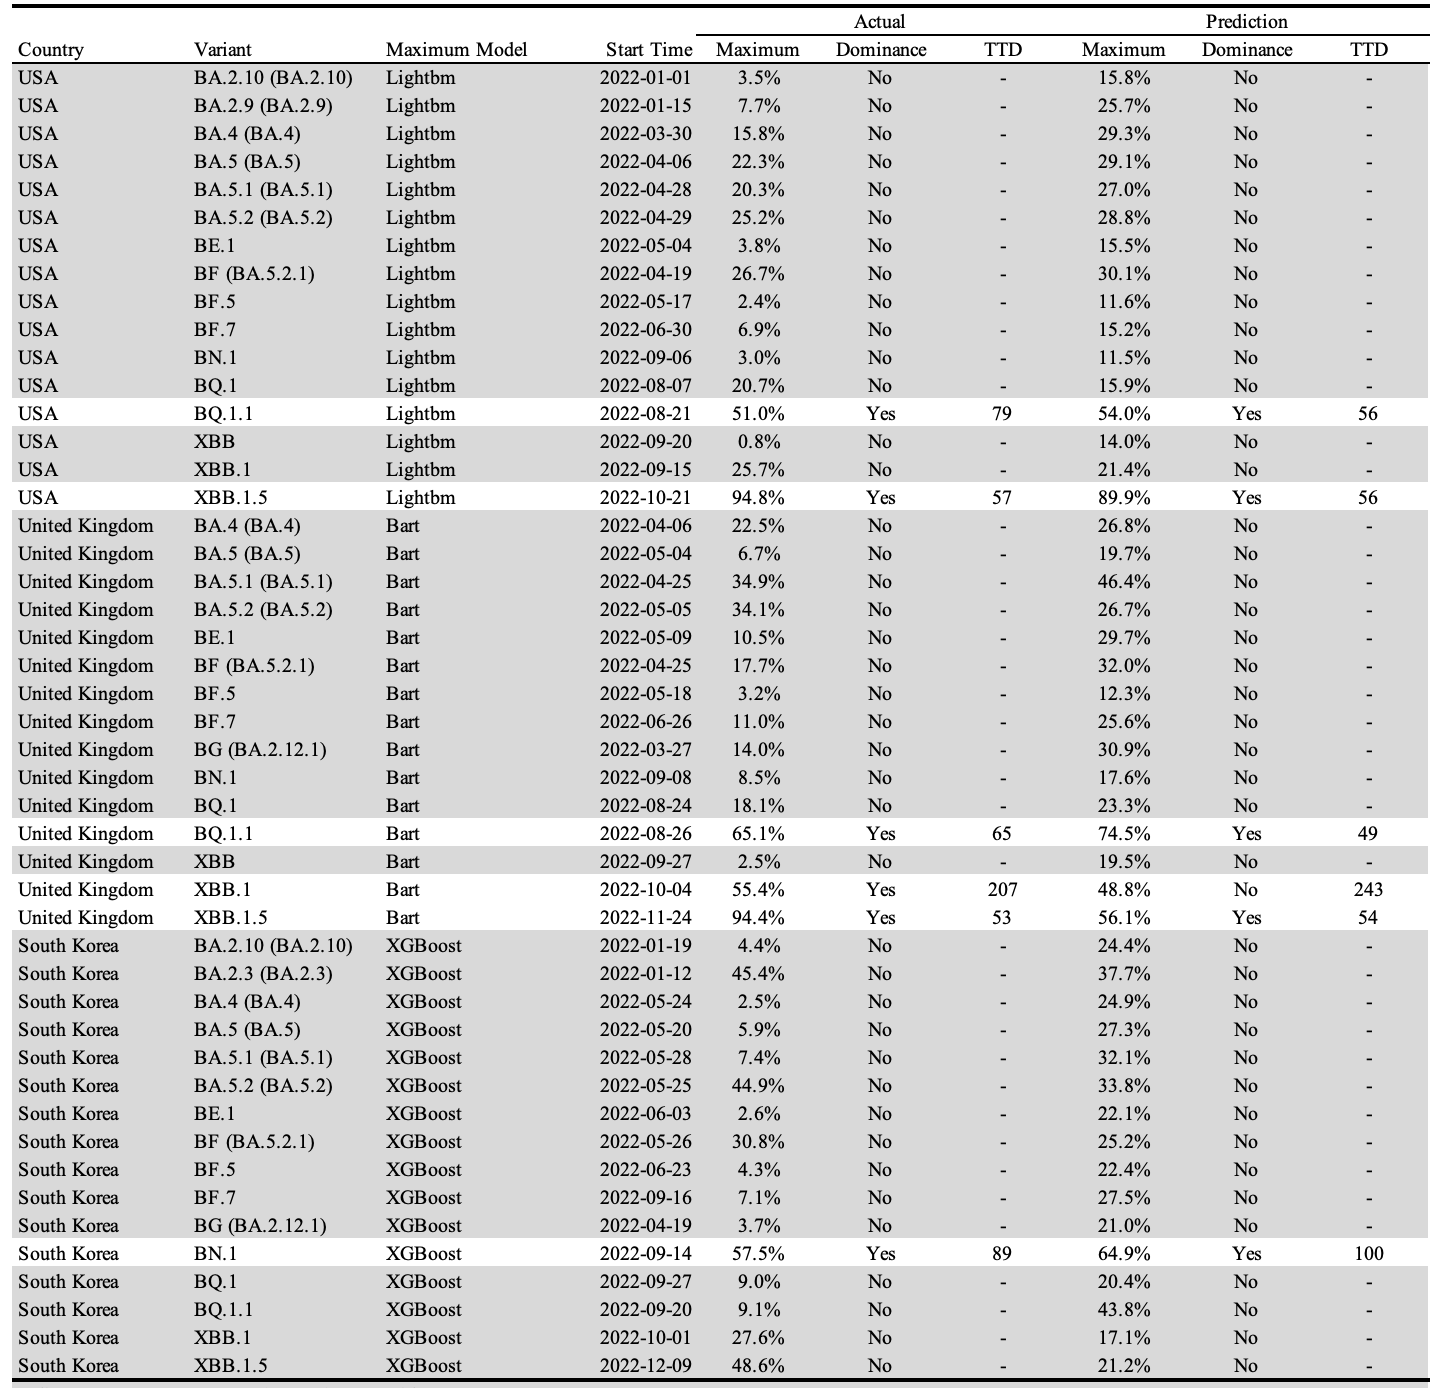 Actual Prediction
Country Variant Maximum Model Start Time Maximum Dominance TTD Maximum Dominance TTD
USA BA.2.10 (BA.2.10) Lightbm 2022-01-01 3.5% No - 15.8% No -
USA BA.2.9 (BA.2.9) Lightbm 2022-01-15 7.7% No - 25.7% No -
USA BA.4 (BA.4) Lightbm 2022-03-30 15.8% No - 29.3% No -
USA BA.5 (BA.5) Lightbm 2022-04-06 22.3% No - 29.1% No -
USA BA.5.1 (BA.5.1) Lightbm 2022-04-28 20.3% No - 27.0% No -
USA BA.5.2 (BA.5.2) Lightbm 2022-04-29 25.2% No - 28.8% No -
USA BE.1 Lightbm 2022-05-04 3.8% No - 15.5% No -
USA BF (BA.5.2.1) Lightbm 2022-04-19 26.7% No - 30.1% No -
USA BF.5 Lightbm 2022-05-17 2.4% No - 11.6% No -
USA BF.7 Lightbm 2022-06-30 6.9% No - 15.2% No -
USA BN.1 Lightbm 2022-09-06 3.0% No - 11.5% No -
USA BQ.1 Lightbm 2022-08-07 20.7% No - 15.9% No -
USA BQ.1.1 Lightbm 2022-08-21 51.0% Yes 79 54.0% Yes 56
USA XBB Lightbm 2022-09-20 0.8% No - 14.0% No -
USA XBB.1 Lightbm 2022-09-15 25.7% No - 21.4% No -
USA XBB.1.5 Lightbm 2022-10-21 94.8% Yes 57 89.9% Yes 56
United Kingdom BA.4 (BA.4) Bart 2022-04-06 22.5% No - 26.8% No -
United Kingdom BA.5 (BA.5) Bart 2022-05-04 6.7% No - 19.7% No -
United Kingdom BA.5.1 (BA.5.1) Bart 2022-04-25 34.9% No - 46.4% No -
United Kingdom BA.5.2 (BA.5.2) Bart 2022-05-05 34.1% No - 26.7% No -
United Kingdom BE.1 Bart 2022-05-09 10.5% No - 29.7% No -
United Kingdom BF (BA.5.2.1) Bart 2022-04-25 17.7% No - 32.0% No -
United Kingdom BF.5 Bart 2022-05-18 3.2% No - 12.3% No -
United Kingdom BF.7 Bart 2022-06-26 11.0% No - 25.6% No -
United Kingdom BG (BA.2.12.1) Bart 2022-03-27 14.0% No - 30.9% No -
United Kingdom BN.1 Bart 2022-09-08 8.5% No - 17.6% No -
United Kingdom BQ.1 Bart 2022-08-24 18.1% No - 23.3% No -
United Kingdom BQ.1.1 Bart 2022-08-26 65.1% Yes 65 74.5% Yes 49
United Kingdom XBB Bart 2022-09-27 2.5% No - 19.5% No -
United Kingdom XBB.1 Bart 2022-10-04 55.4% Yes 207 48.8% No 243
United Kingdom XBB.1.5 Bart 2022-11-24 94.4% Yes 53 56.1% Yes 54
South Korea BA.2.10 (BA.2.10) XGBoost 2022-01-19 4.4% No - 24.4% No -
South Korea BA.2.3 (BA.2.3) XGBoost 2022-01-12 45.4% No - 37.7% No -
South Korea BA.4 (BA.4) XGBoost 2022-05-24 2.5% No - 24.9% No -
South Korea BA.5 (BA.5) XGBoost 2022-05-20 5.9% No - 27.3% No -
South Korea BA.5.1 (BA.5.1) XGBoost 2022-05-28 7.4% No - 32.1% No -
South Korea BA.5.2 (BA.5.2) XGBoost 2022-05-25 44.9% No - 33.8% No -
South Korea BE.1 XGBoost 2022-06-03 2.6% No - 22.1% No -
South Korea BF (BA.5.2.1) XGBoost 2022-05-26 30.8% No - 25.2% No -
South Korea BF.5 XGBoost 2022-06-23 4.3% No - 22.4% No -
South Korea BF.7 XGBoost 2022-09-16 7.1% No - 27.5% No -
South Korea BG (BA.2.12.1) XGBoost 2022-04-19 3.7% No - 21.0% No -
South Korea BN.1 XGBoost 2022-09-14 57.5% Yes 89 64.9% Yes 100
South Korea BQ.1 XGBoost 2022-09-27 9.0% No - 20.4% No -
South Korea BQ.1.1 XGBoost 2022-09-20 9.1% No - 43.8% No -
South Korea XBB.1 XGBoost 2022-10-01 27.6% No - 17.1% No -
South Korea XBB.1.5 XGBoost 2022-12-09 48.6% No - 21.2% No -